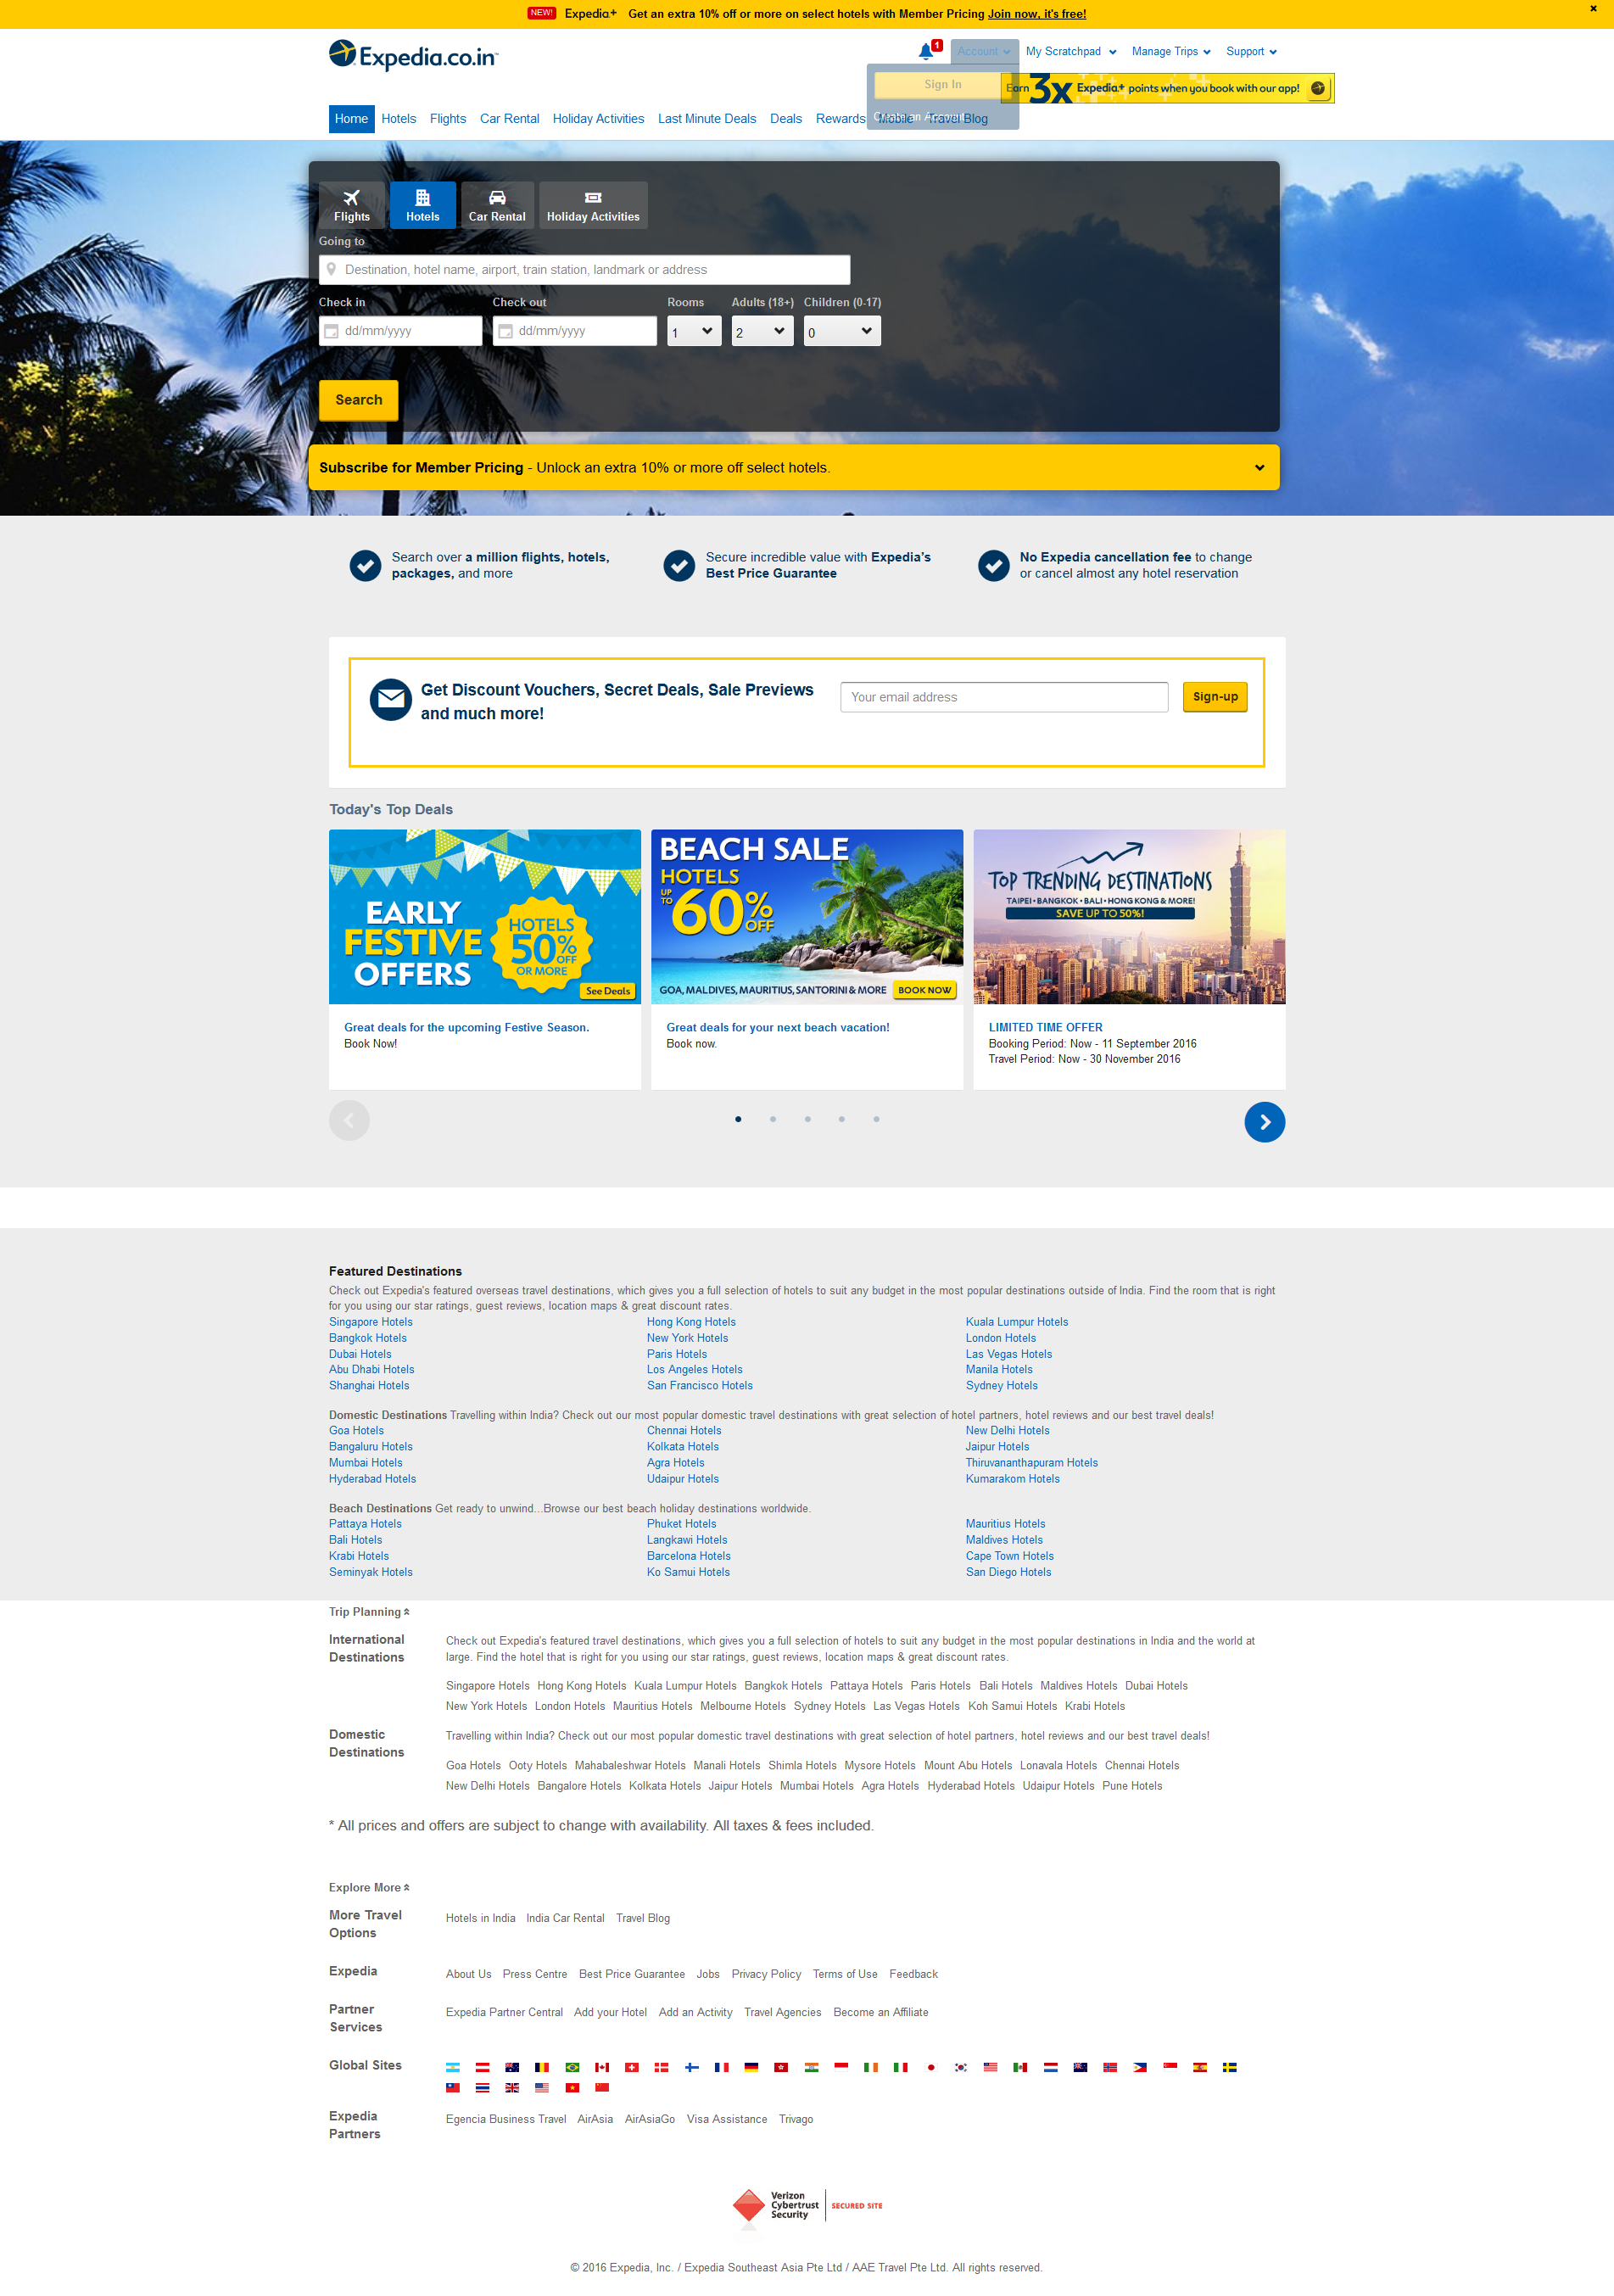 NEW! Expedia+ Get an extra 10% off or more on select hotels with Member Pricing Join now, it's free!
Expedia.co.in
1 Account My Scratchpad Manage Trips Support
Sign In
Earn 3x Expedia+ points when you book with our app!
Create an Account
Home Hotels Flights Car Rental Holiday Activities Last Minute Deals Deals Rewards Mobile Travel Blog
Flights Hotels Car Rental Holiday Activities
Going to
Destination, hotel name, airport, train station, landmark or address
Check in Check out Rooms Adults (18+) Children (0-17)
dd/mm/yyyy dd/mm/yyyy 1 2 0
Search
Subscribe for Member Pricing - Unlock an extra 10% or more off select hotels.
Search over a million flights, hotels,
packages, and more
Secure incredible value with Expedia's
Best Price Guarantee
No Expedia cancellation fee to change
or cancel almost any hotel reservation
Get Discount Vouchers, Secret Deals, Sale Previews
and much more!
Your email address Sign-up
Today's Top Deals
EARLY
FESTIVE
OFFERS
HOTELS
50% OFF
OR MORE
See Deals
Great deals for the upcoming Festive Season.
Book Now!
BEACH SALE
HOTELS
UP TO 60% OFF
GOA, MALDIVES, MAURITIUS, SANTORINI & MORE BOOK NOW
Great deals for your next beach vacation!
Book now.
TOP TRENDING DESTINATIONS
TAIPEI • BANGKOK • BALI • HONG KONG & MORE!
SAVE UP TO 50%!
LIMITED TIME OFFER
Booking Period: Now - 11 September 2016
Travel Period: Now - 30 November 2016
Featured Destinations
Check out Expedia's featured overseas travel destinations, which gives you a full selection of hotels to suit any budget in the most popular destinations outside of India. Find the room that is right
for you using our star ratings, guest reviews, location maps & great discount rates.
Singapore Hotels Hong Kong Hotels Kuala Lumpur Hotels
Bangkok Hotels New York Hotels London Hotels
Dubai Hotels Paris Hotels Las Vegas Hotels
Abu Dhabi Hotels Los Angeles Hotels Manila Hotels
Shanghai Hotels San Francisco Hotels Sydney Hotels
Domestic Destinations Travelling within India? Check out our most popular domestic travel destinations with great selection of hotel partners, hotel reviews and our best travel deals!
Goa Hotels Chennai Hotels New Delhi Hotels
Bangaluru Hotels Kolkata Hotels Jaipur Hotels
Mumbai Hotels Agra Hotels Thiruvananthapuram Hotels
Hyderabad Hotels Udaipur Hotels Kumarakom Hotels
Beach Destinations Get ready to unwind...Browse our best beach holiday destinations worldwide.
Pattaya Hotels Phuket Hotels Mauritius Hotels
Bali Hotels Langkawi Hotels Maldives Hotels
Krabi Hotels Barcelona Hotels Cape Town Hotels
Seminyak Hotels Ko Samui Hotels San Diego Hotels
Trip Planning
International
Destinations
Check out Expedia's featured travel destinations, which gives you a full selection of hotels to suit any budget in the most popular destinations in India and the world at
large. Find the hotel that is right for you using our star ratings, guest reviews, location maps & great discount rates.
Singapore Hotels Hong Kong Hotels Kuala Lumpur Hotels Bangkok Hotels Pattaya Hotels Paris Hotels Bali Hotels Maldives Hotels Dubai Hotels
New York Hotels London Hotels Mauritius Hotels Melbourne Hotels Sydney Hotels Las Vegas Hotels Koh Samui Hotels Krabi Hotels
Domestic
Destinations
Travelling within India? Check out our most popular domestic travel destinations with great selection of hotel partners, hotel reviews and our best travel deals!
Goa Hotels Ooty Hotels Mahabaleshwar Hotels Manali Hotels Shimla Hotels Mysore Hotels Mount Abu Hotels Lonavala Hotels Chennai Hotels
New Delhi Hotels Bangalore Hotels Kolkata Hotels Jaipur Hotels Mumbai Hotels Agra Hotels Hyderabad Hotels Udaipur Hotels Pune Hotels
* All prices and offers are subject to change with availability. All taxes & fees included.
Explore More
More Travel
Options
Hotels in India India Car Rental Travel Blog
Expedia
About Us Press Centre Best Price Guarantee Jobs Privacy Policy Terms of Use Feedback
Partner
Services
Expedia Partner Central Add your Hotel Add an Activity Travel Agencies Become an Affiliate
Global Sites
Expedia
Partners
Egencia Business Travel AirAsia AirAsiaGo Visa Assistance Trivago
Verizon
Cybertrust
Security
SECURED SITE
© 2016 Expedia, Inc. / Expedia Southeast Asia Pte Ltd / AAE Travel Pte Ltd. All rights reserved.